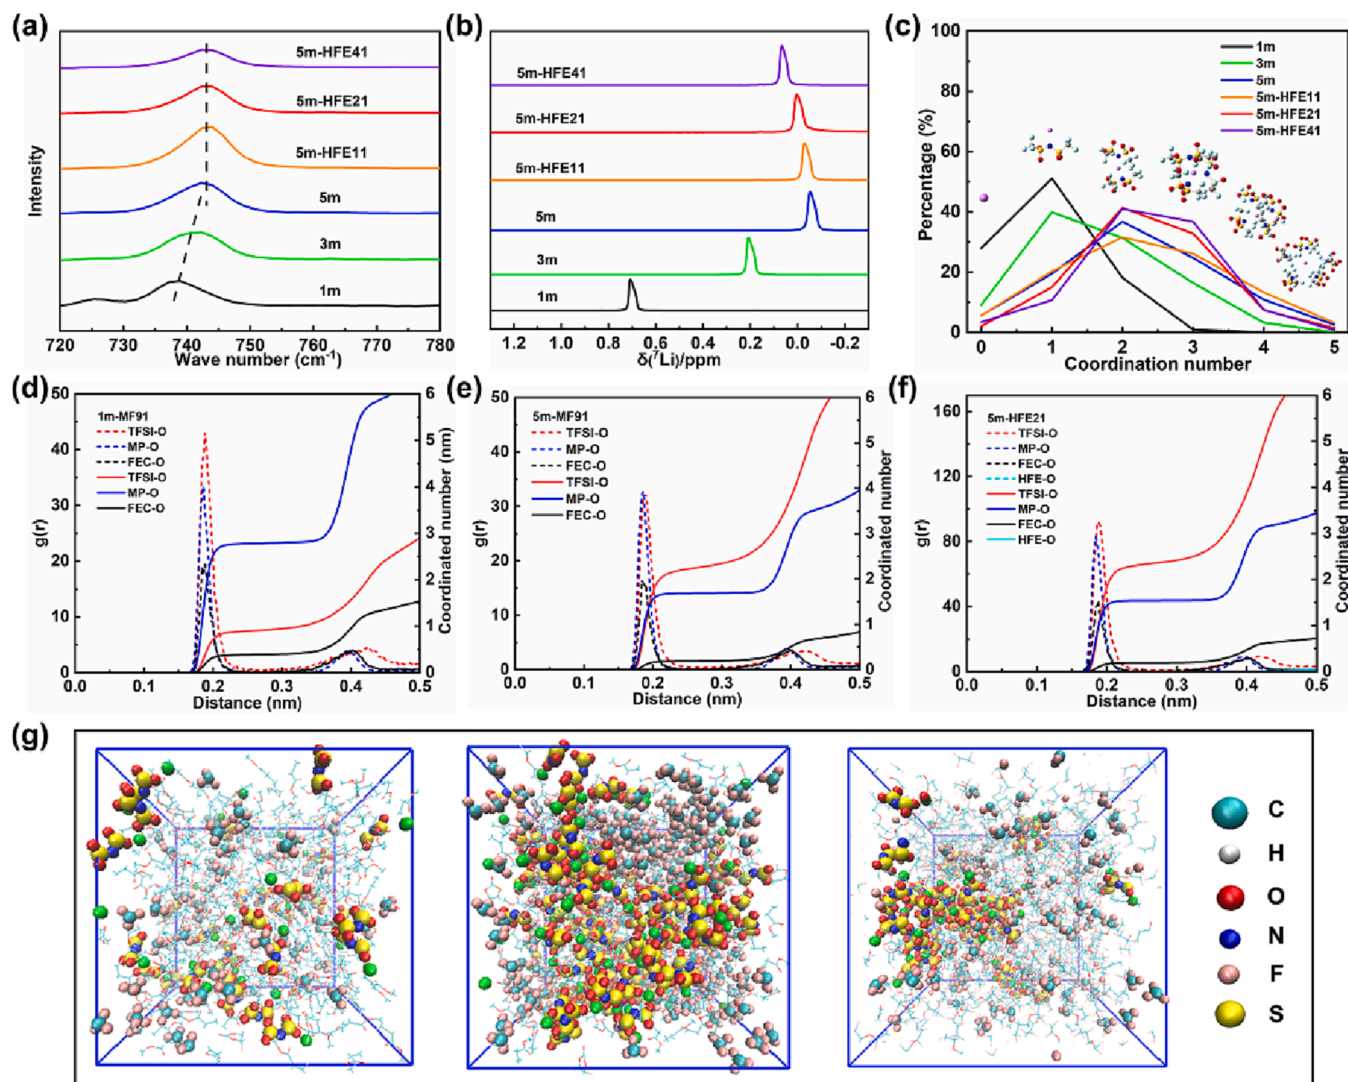 (a)
5m-HFE41
5m-HFE21
5m-HFE11
5m
3m
1m
Intensity
720 730 740 750 760 770 780
Wave number (cm⁻¹)
(b)
5m-HFE41
5m-HFE21
5m-HFE11
5m
3m
1m
1.2 1.0 0.8 0.6 0.4 0.2 0.0 -0.2
δ(⁷Li)/ppm
(c)
100
80
60
40
20
0
Percentage (%)
1m
3m
5m
5m-HFE11
5m-HFE21
5m-HFE41
0 1 2 3 4 5
Coordination number
(d)
50
40
30
20
10
0
g(r)
1m-MF91
TFSI-O
MP-O
FEC-O
TFSI-O
MP-O
FEC-O
6
5
4
3
2
1
0
Coordinated number (nm)
0.0 0.1 0.2 0.3 0.4 0.5
Distance (nm)
(e)
50
40
30
20
10
0
g(r)
5m-MF91
TFSI-O
MP-O
FEC-O
TFSI-O
MP-O
FEC-O
6
5
4
3
2
1
0
Coordinated number
0.0 0.1 0.2 0.3 0.4 0.5
Distance (nm)
(f)
160
120
80
40
0
g(r)
5m-HFE21
TFSI-O
MP-O
FEC-O
HFE-O
TFSI-O
MP-O
FEC-O
HFE-O
6
5
4
3
2
1
0
Coordinated number
0.0 0.1 0.2 0.3 0.4 0.5
Distance (nm)
(g)
C
H
O
N
F
S